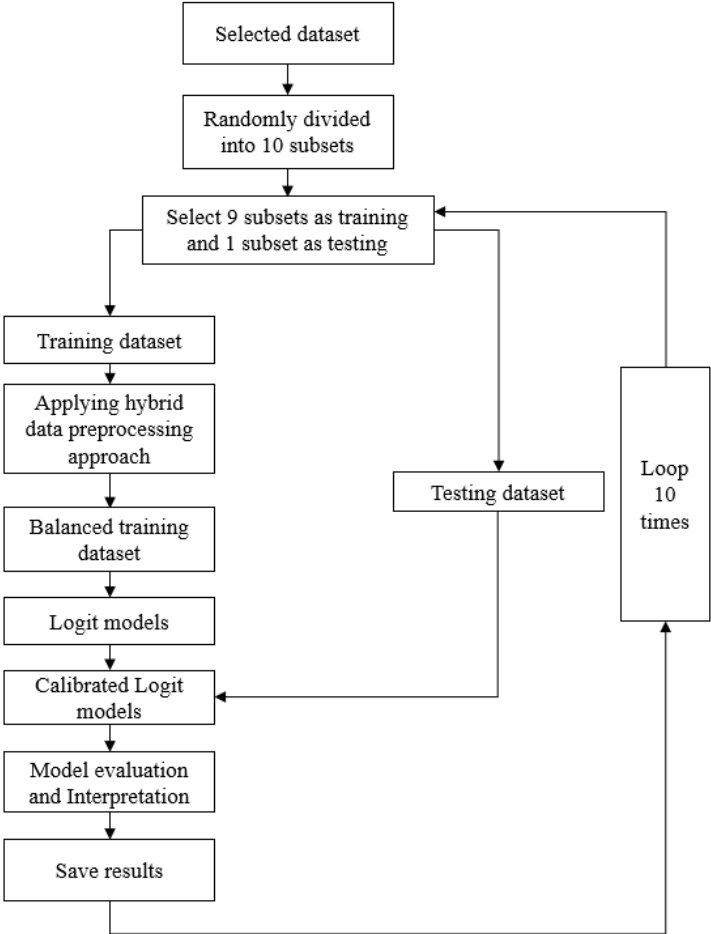 Selected dataset
Randomly divided
into 10 subsets
Select 9 subsets as training
and 1 subset as testing
Training dataset
Applying hybrid
data preprocessing
approach
Balanced training
dataset
Logit models
Calibrated Logit
models
Model evaluation
and Interpretation
Save results
Testing dataset
Loop
10
times